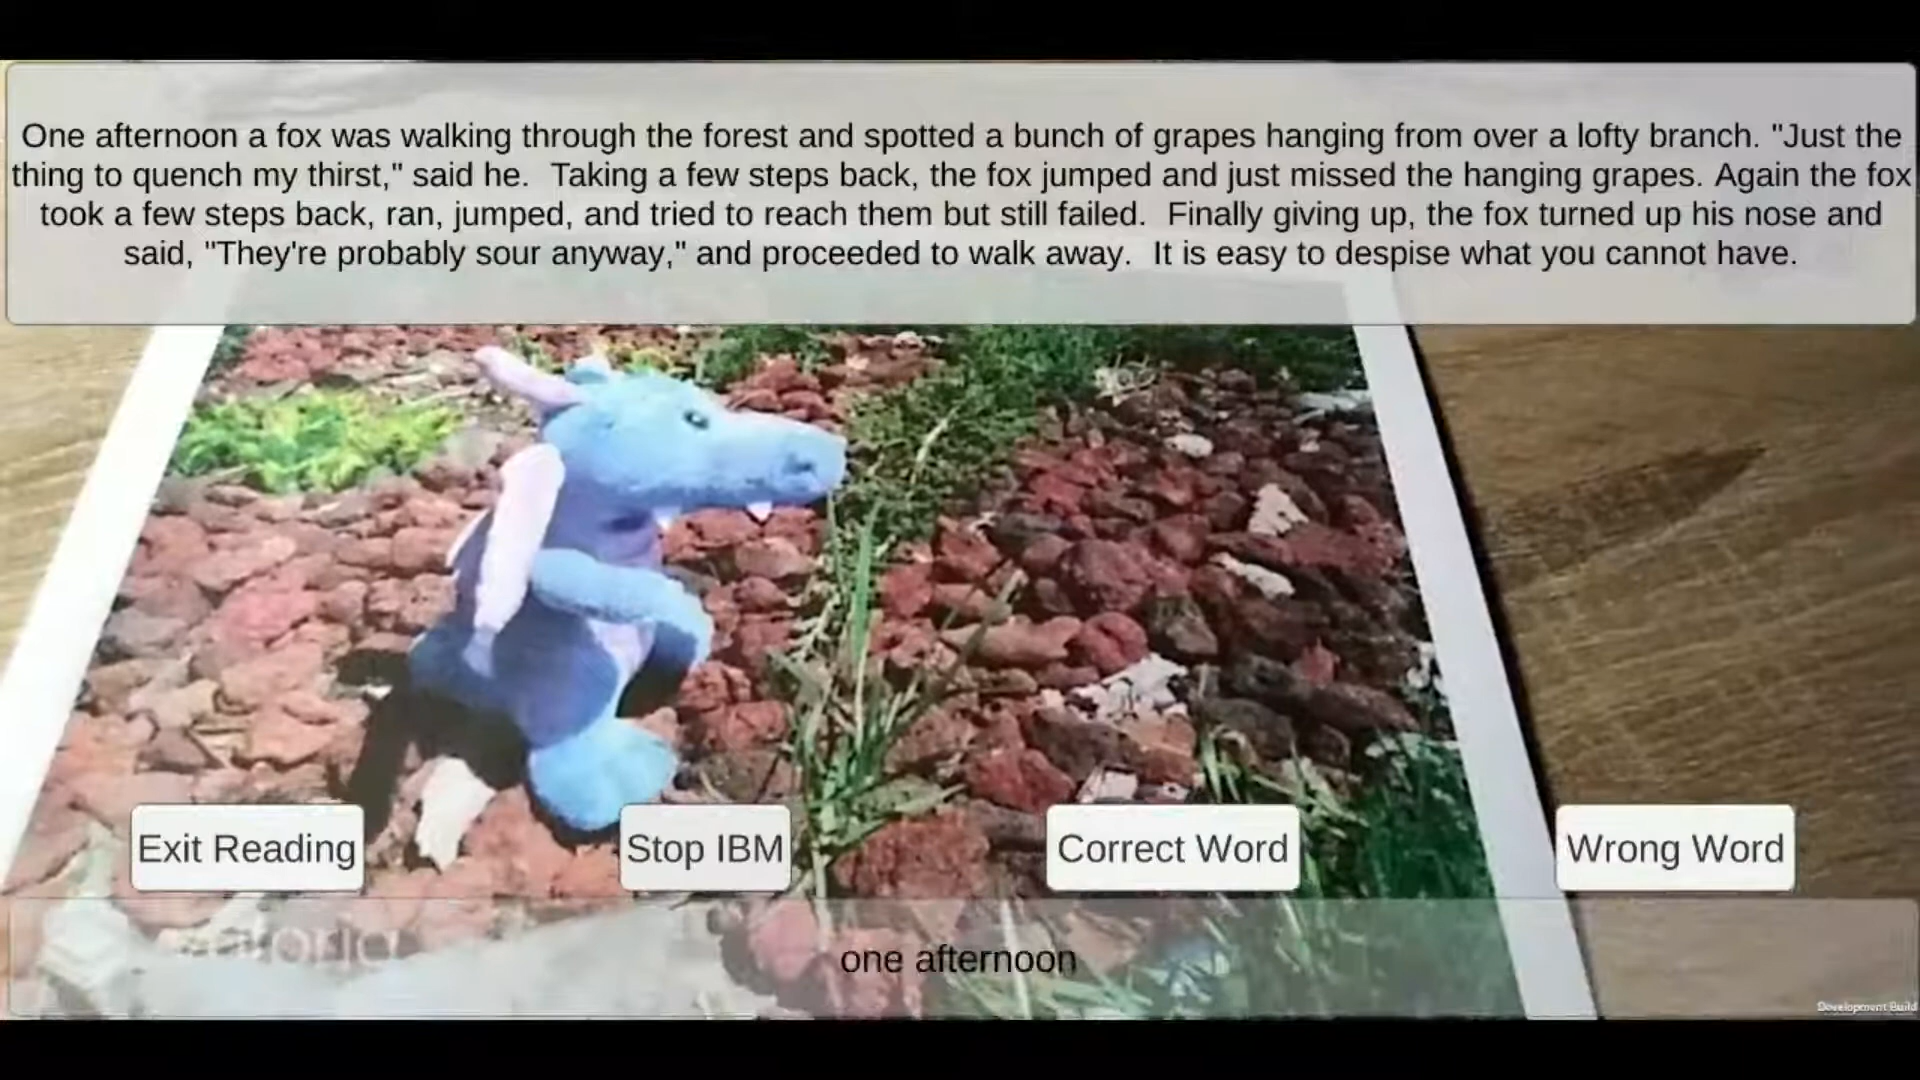 One afternoon a fox was walking through the forest and spotted a bunch of grapes hanging from over a lofty branch. "Just the
thing to quench my thirst," said he.  Taking a few steps back, the fox jumped and just missed the hanging grapes. Again the fox
took a few steps back, ran, jumped, and tried to reach them but still failed.  Finally giving up, the fox turned up his nose and
said, "They're probably sour anyway," and proceeded to walk away.  It is easy to despise what you cannot have.
Exit Reading
Stop IBM
Correct Word
Wrong Word
one afternoon
Development Build